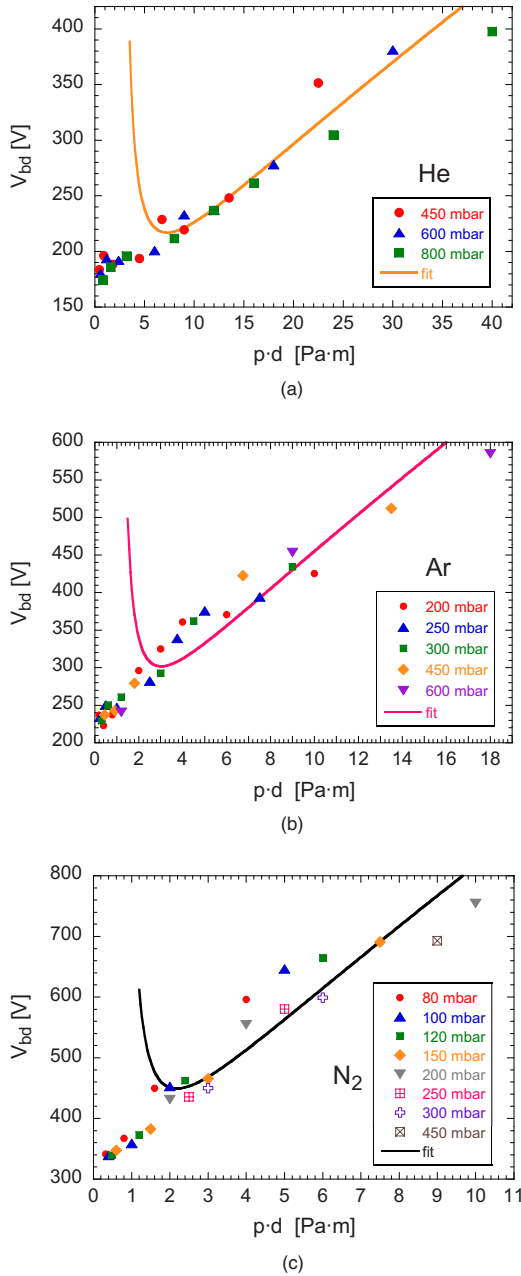 400
350
300
250
200
150
V_bd [V]
He
450 mbar
600 mbar
800 mbar
fit
0 5 10 15 20 25 30 35 40
p·d [Pa·m]
(a)
600
550
500
450
400
350
300
250
200
V_bd [V]
Ar
200 mbar
250 mbar
300 mbar
450 mbar
600 mbar
fit
0 2 4 6 8 10 12 14 16 18
p·d [Pa·m]
(b)
800
700
600
500
400
300
V_bd [V]
N_2
80 mbar
100 mbar
120 mbar
150 mbar
200 mbar
250 mbar
300 mbar
450 mbar
fit
0 1 2 3 4 5 6 7 8 9 10 11
p·d [Pa·m]
(c)